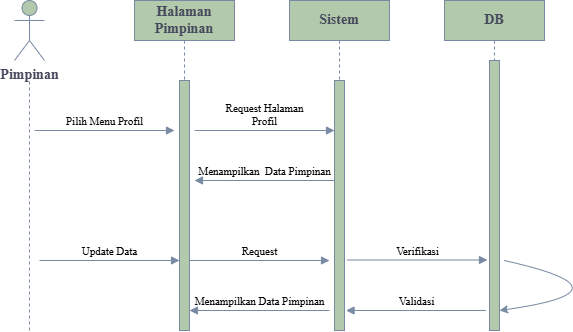 Halaman
Pimpinan
Sistem
DB
Pimpinan
Pilih Menu Profil
Request Halaman
Profil
Menampilkan Data Pimpinan
Update Data
Request
Verifikasi
Menampilkan Data Pimpinan
Validasi